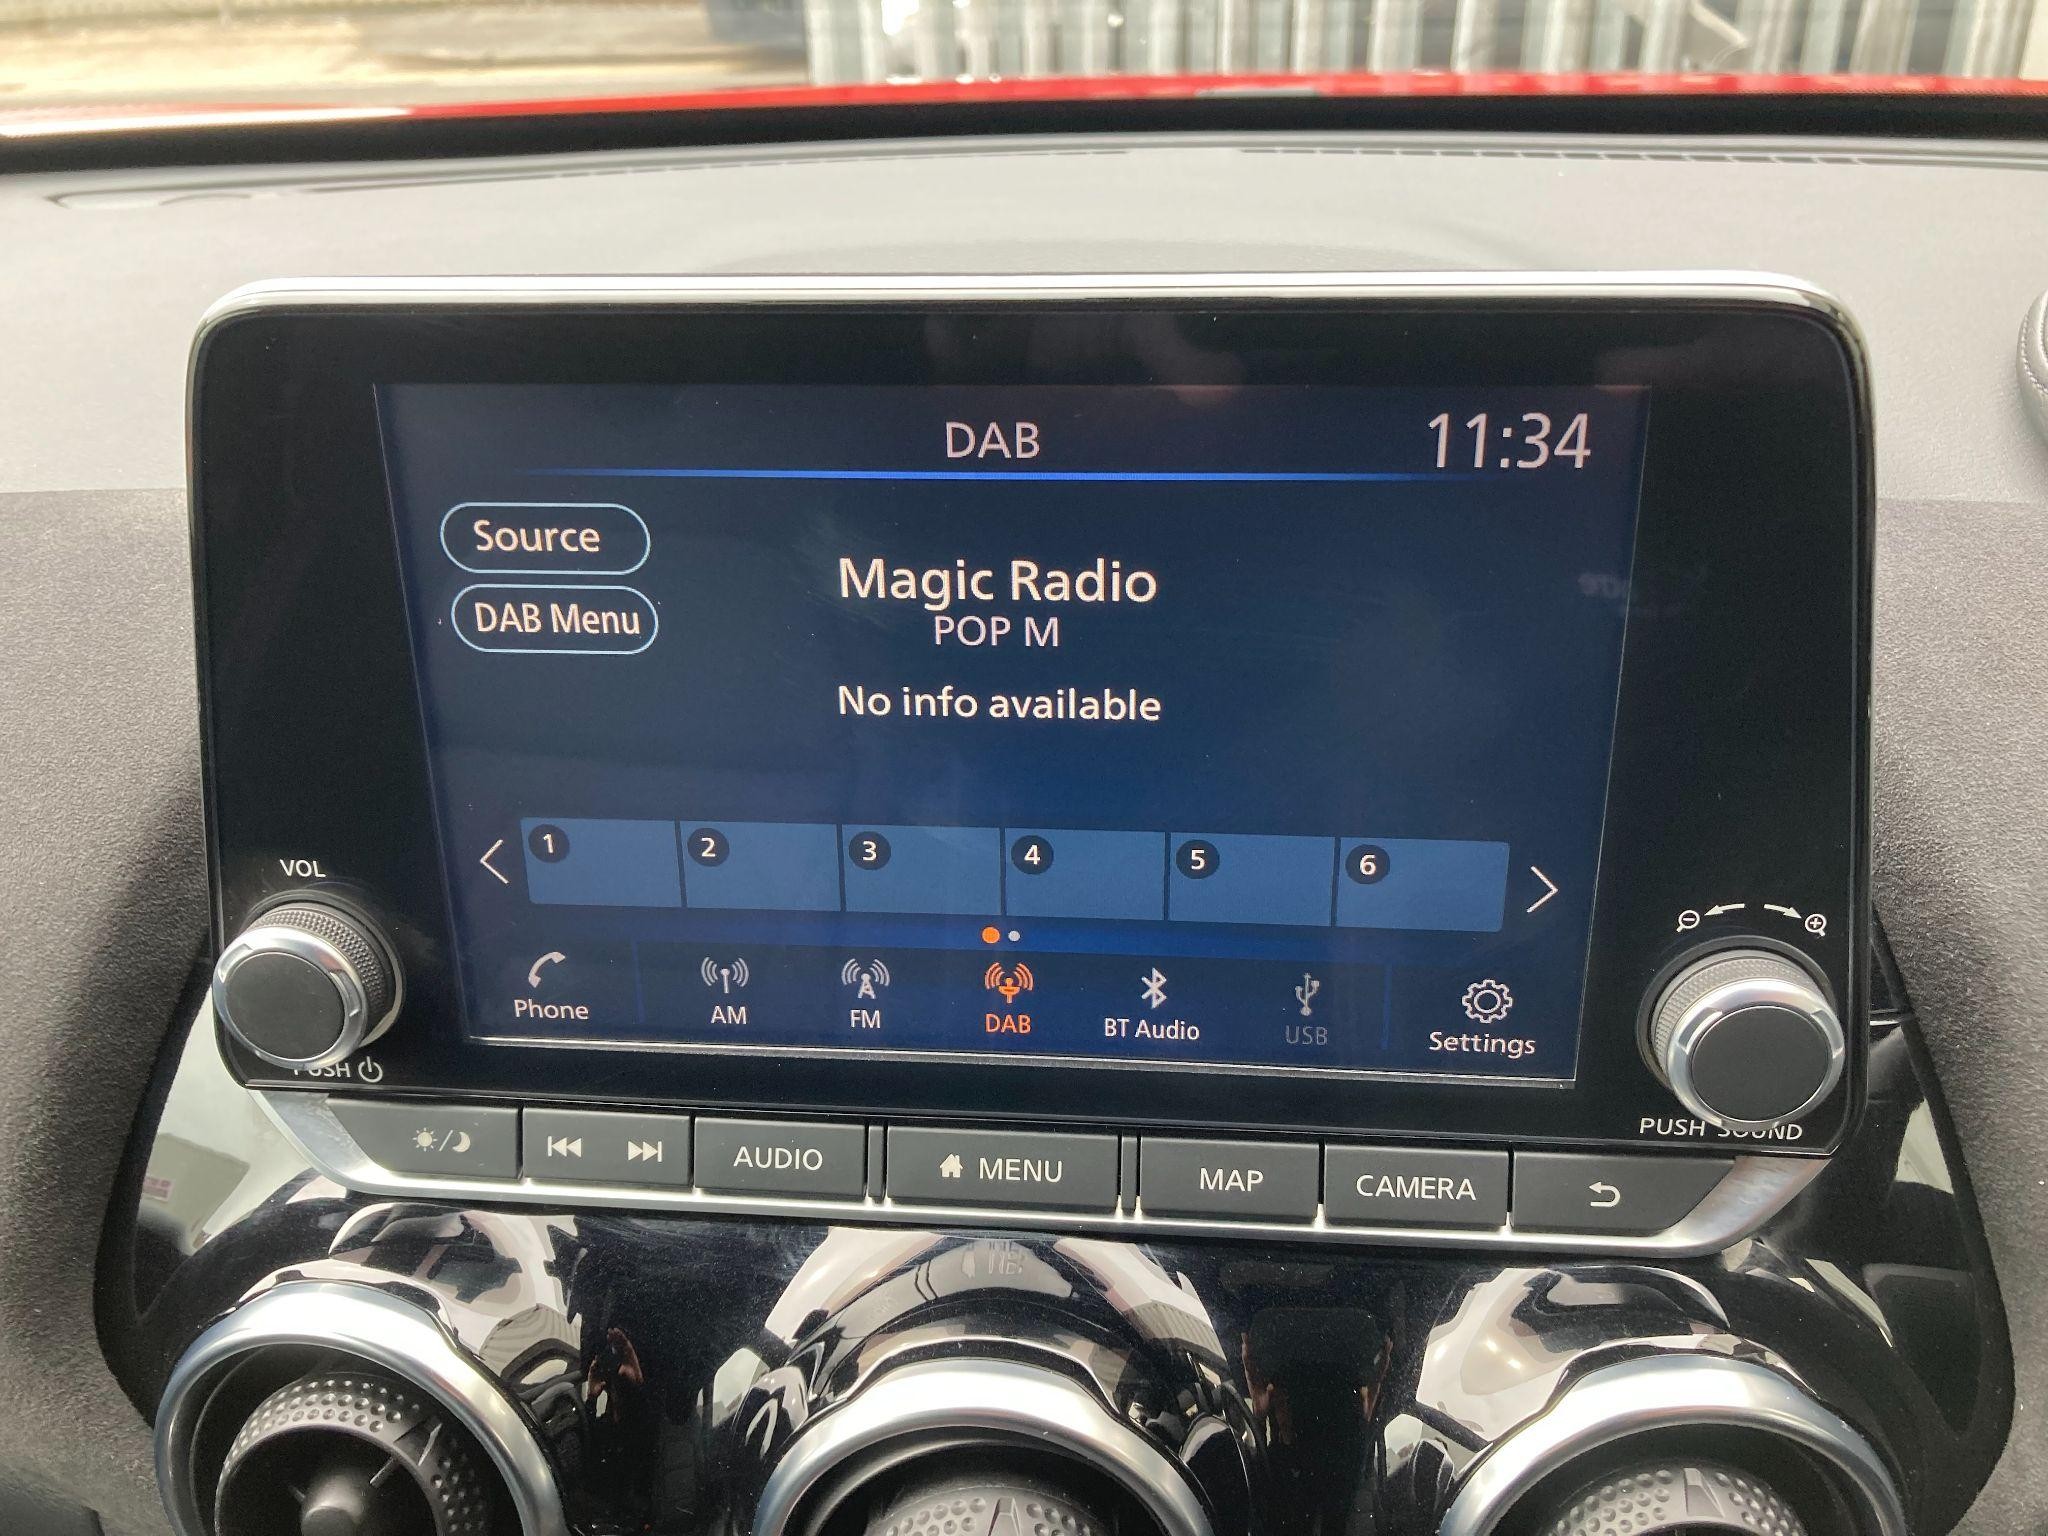 DAB 11:34
Source
DAB Menu
Magic Radio
POP M
No info available
1 2 3 4 5 6
Phone AM FM DAB BT Audio USB Settings
VOL
PUSH
PUSH SOUND
AUDIO MENU MAP CAMERA